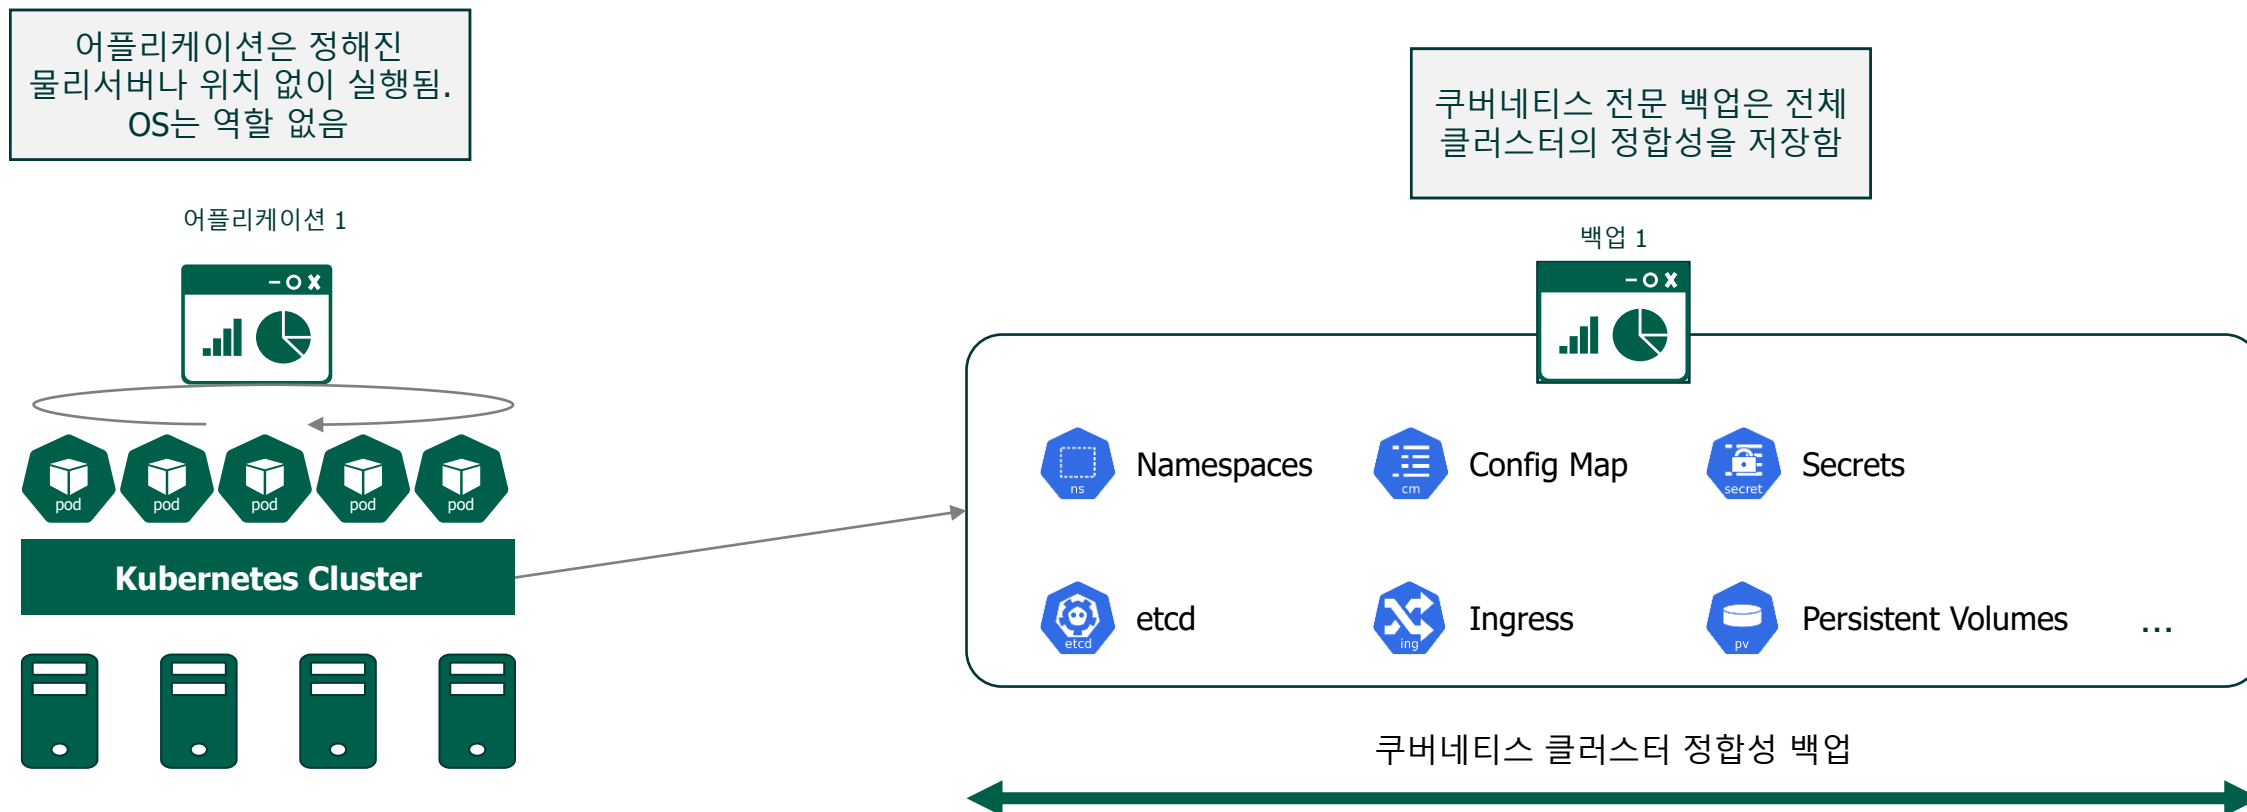 어플리케이션은 정해진
물리서버나 위치 없이 실행됨.
OS는 역할 없음
어플리케이션 1
pod
pod
pod
pod
pod
Kubernetes Cluster
쿠버네티스 전문 백업은 전체
클러스터의 정합성을 저장함
백업 1
ns
Namespaces
cm
Config Map
secret
Secrets
etcd
etcd
ing
Ingress
pv
Persistent Volumes
...
쿠버네티스 클러스터 정합성 백업